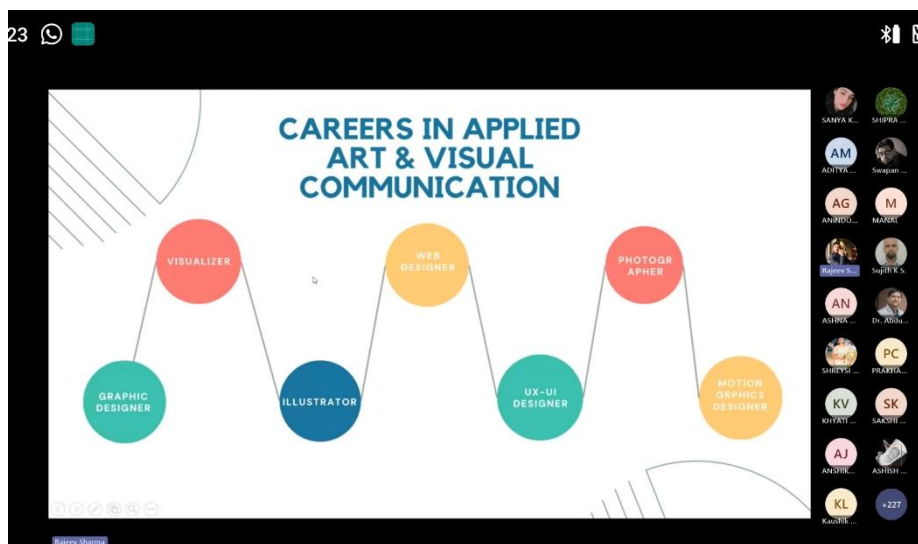 23
CAREERS IN APPLIED
ART & VISUAL
COMMUNICATION
VISUALIZER
WEB
DESIGNER
PHOTOGR
APHER
GRAPHIC
DESIGNER
ILLUSTRATOR
UX-UI
DESIGNER
MOTION
GRPHICS
DESIGNER
SANYA K...
SHIPRA ...
AM
ADITYA ...
Swapan ...
AG
ANINDU...
M
MANAL
Rajeev S...
Sujith K S.
AN
ASHNA ...
Dr. Abdu...
SHREYSI ...
PC
PRAKHA...
KV
KHYATI ...
SK
SAKSHI ...
AJ
ANSHIK...
ASHISH ...
KL
Kaushik ...
+227
Rajeev Sharma